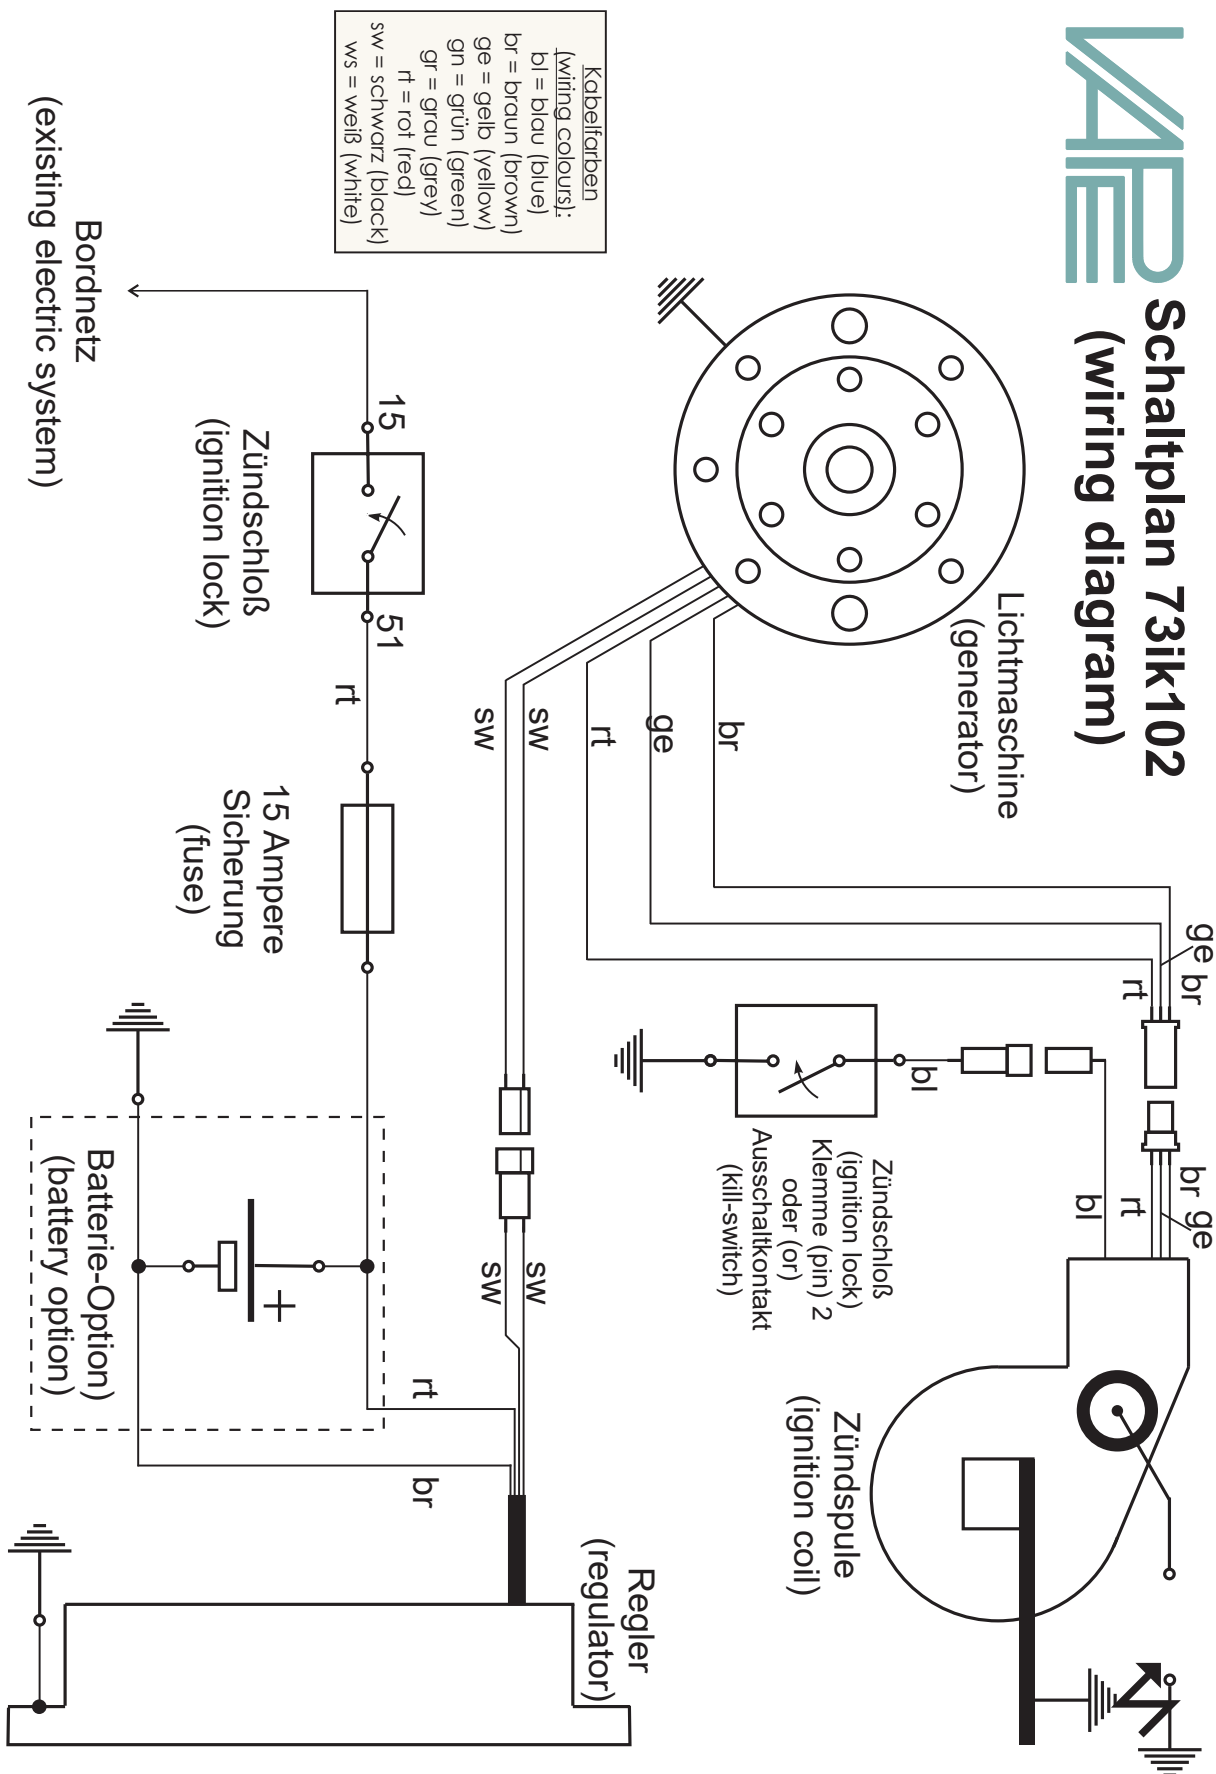 VAPE
Schaltplan 73ik102
(wiring diagram)
Lichtmaschine
(generator)
Kabelfarben
(wiring colours):
bl = blau (blue)
br = braun (brown)
ge = gelb (yellow)
gn = grün (green)
gr = grau (grey)
rt = rot (red)
sw = schwarz (black)
ws = weiß (white)
br
ge
rt
sw
sw
ge
br
rt
br
ge
rt
bl
bl
Zündschloß
(ignition lock)
Klemme (pin) 2
oder (or)
Ausschaltkontakt
(kill-switch)
Zündspule
(ignition coil)
sw
sw
15
51
rt
Zündschloß
(ignition lock)
15 Ampere
Sicherung
(fuse)
Bordnetz
(existing electric system)
+
Batterie-Option)
(battery option)
rt
br
Regler
(regulator)